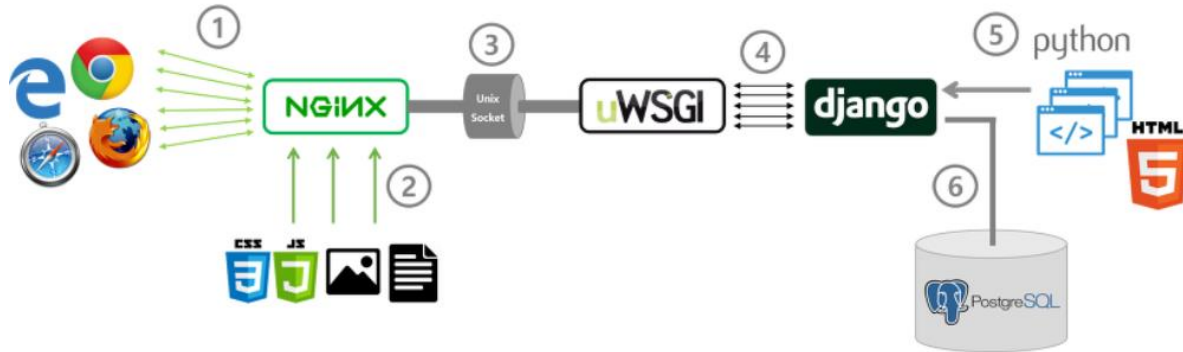 1
NGiNX
3
Unix
Socket
uWSGI
4
django
5
python
</>
HTML
5
2
CSS
3
JS
6
PostgreSQL